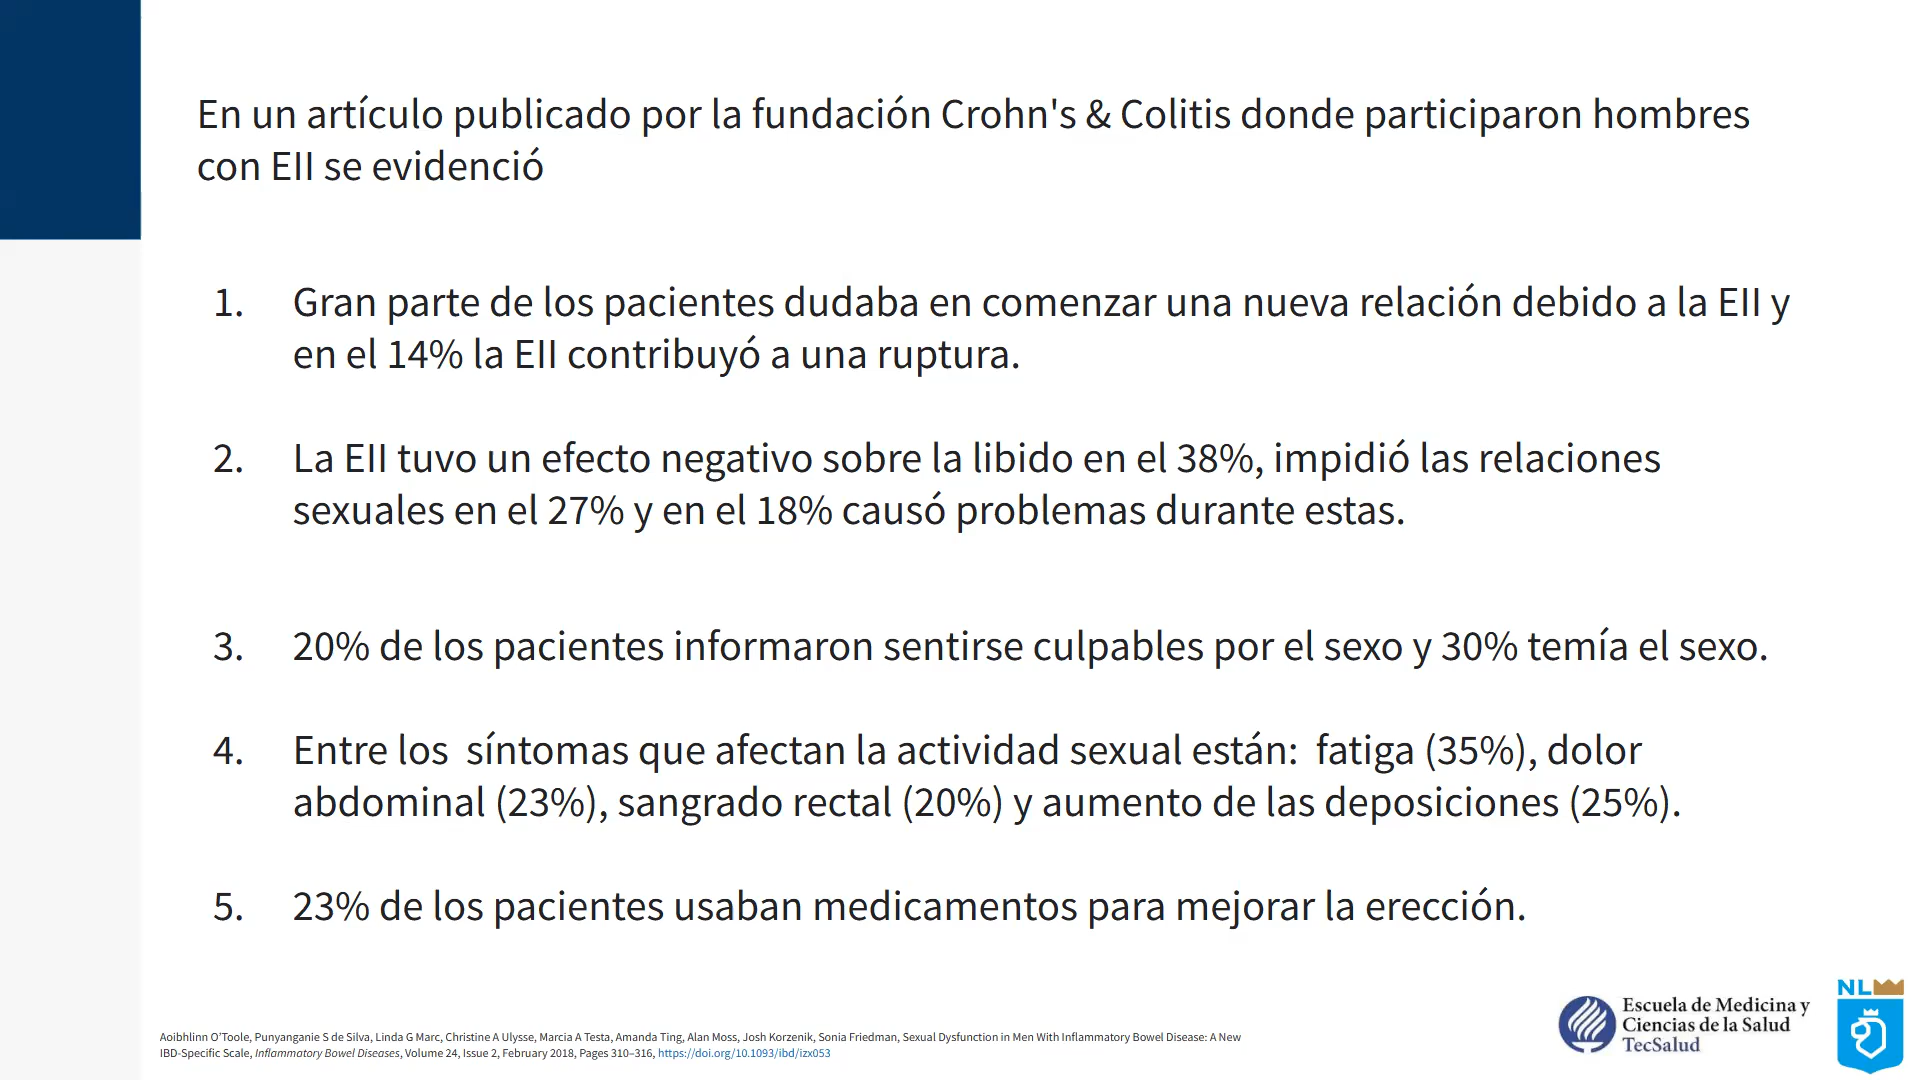 En un artículo publicado por la fundación Crohn's & Colitis donde participaron hombres
con EII se evidenció
1. Gran parte de los pacientes dudaba en comenzar una nueva relación debido a la EII y
en el 14% la EII contribuyó a una ruptura.
2. La EII tuvo un efecto negativo sobre la libido en el 38%, impidió las relaciones
sexuales en el 27% y en el 18% causó problemas durante estas.
3. 20% de los pacientes informaron sentirse culpables por el sexo y 30% temía el sexo.
4. Entre los  síntomas que afectan la actividad sexual están:  fatiga (35%), dolor
abdominal (23%), sangrado rectal (20%) y aumento de las deposiciones (25%).
5. 23% de los pacientes usaban medicamentos para mejorar la erección.
Aoibhlinn O’Toole, Punyanganie S de Silva, Linda G Marc, Christine A Ulysse, Marcia A Testa, Amanda Ting, Alan Moss, Josh Korzenik, Sonia Friedman, Sexual Dysfunction in Men With Inflammatory Bowel Disease: A New
IBD-Specific Scale, Inflammatory Bowel Diseases, Volume 24, Issue 2, February 2018, Pages 310–316, https://doi.org/10.1093/ibd/izx053
Escuela de Medicina y
Ciencias de la Salud
TecSalud
NL